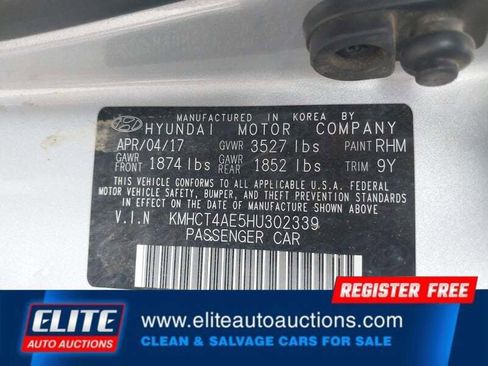 MANUFACTURED IN KOREA BY
HYUNDAI MOTOR COMPANY
APR/04/17 GVWR 3527 lbs PAINT RHM
GAWR FRONT 1874 lbs GAWR REAR 1852 lbs TRIM 9Y
THIS VEHICLE CONFORMS TO ALL APPLICABLE U.S.A. FEDERAL
MOTOR VEHICLE SAFETY, BUMPER, AND THEFT PREVENTION
STANDARDS IN EFFECT ON THE DATE OF MANUFACTURE
SHOWN ABOVE.
V.I.N KMHCT4AE5HU302339
PASSENGER CAR
REGISTER FREE
ELITE
AUTO AUCTIONS
www.eliteautoauctions.com
CLEAN & SALVAGE CARS FOR SALE